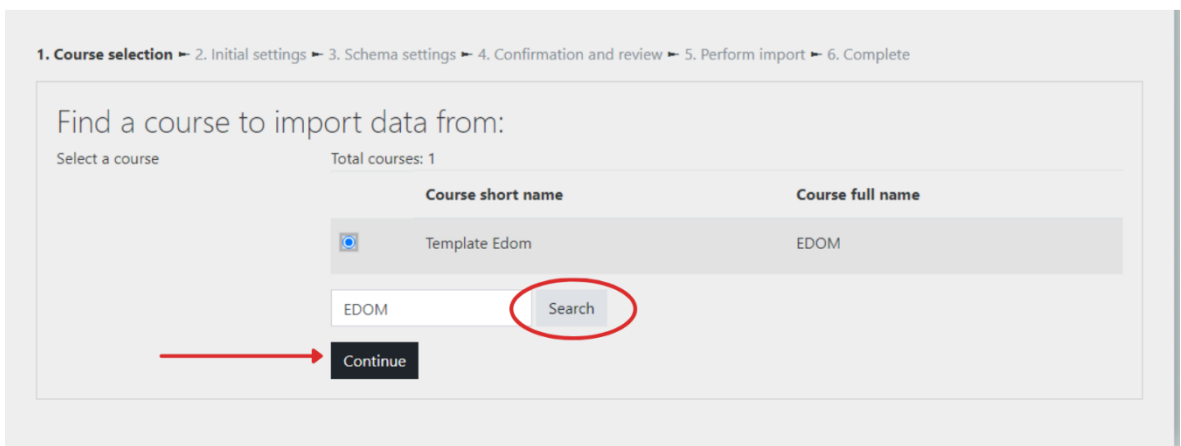 1. Course selection ► 2. Initial settings ► 3. Schema settings ► 4. Confirmation and review ► 5. Perform import ► 6. Complete
Find a course to import data from:
Select a course
Total courses: 1
Course short name Course full name
Template Edom EDOM
EDOM Search
Continue